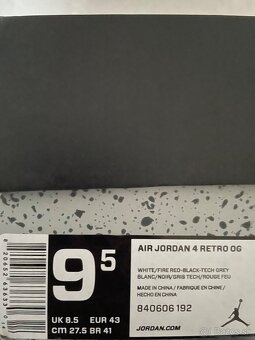 AIR JORDAN 4 RETRO OG
9⁵
WHITE/FIRE RED-BLACK-TECH GREY
BLANC/NOIR/GRIS TECH/ROUGE FEU
MADE IN CHINA / FABRIQUE EN CHINE /
HECHO EN CHINA
UK 8.5 EUR 43
CM 27.5 BR 41
840606 192
JORDAN.COM